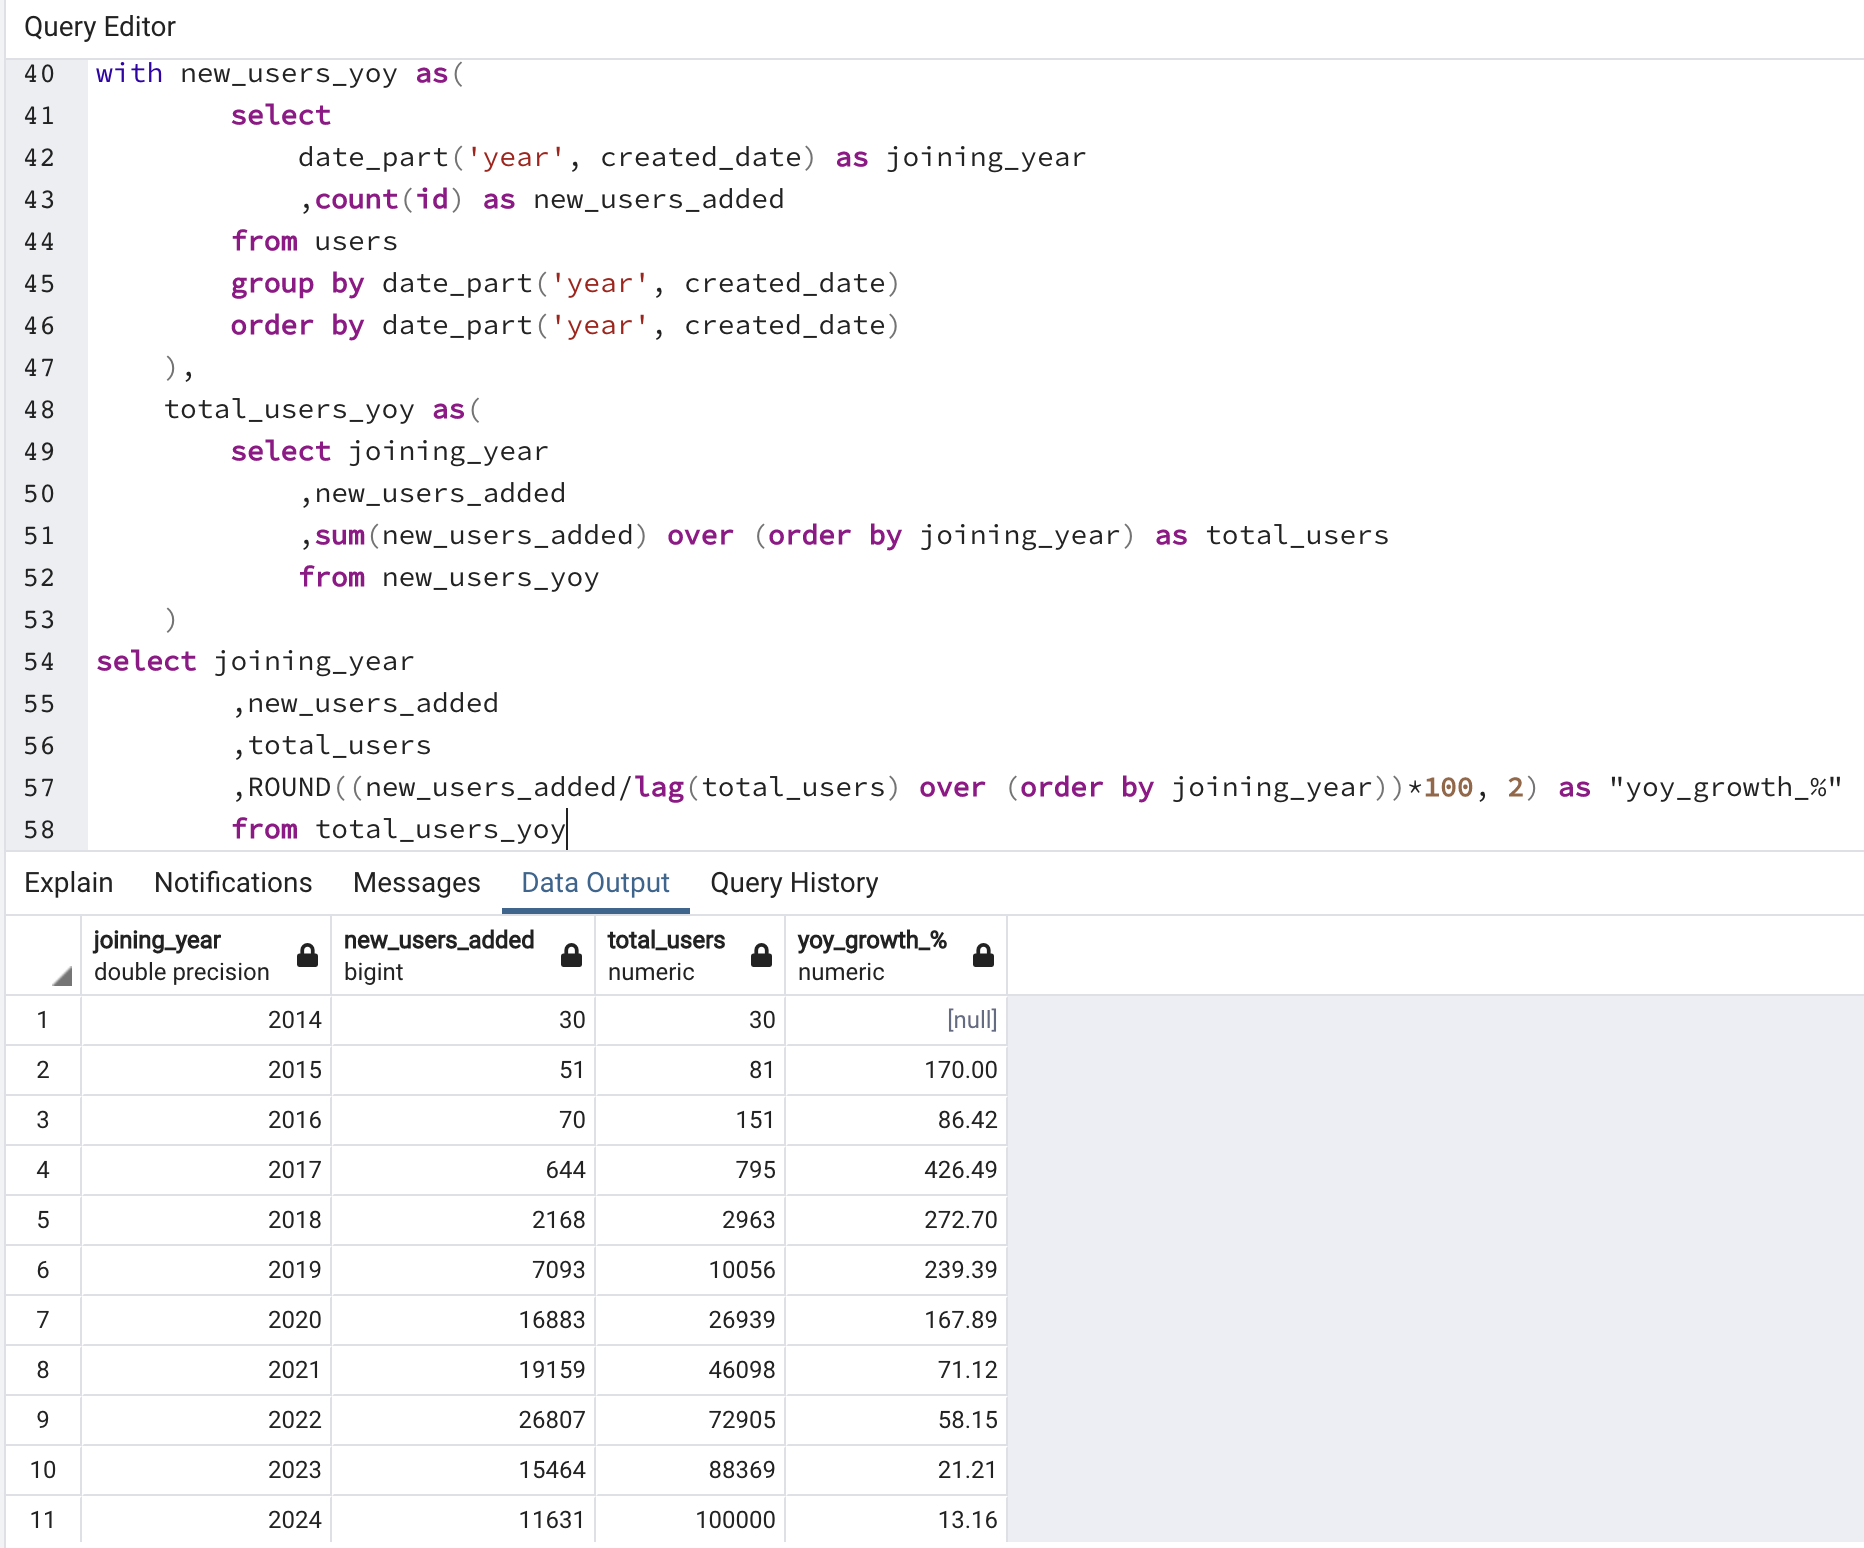 Query Editor
40 with new_users_yoy as(
41 select
42 date_part('year', created_date) as joining_year
43 ,count(id) as new_users_added
44 from users
45 group by date_part('year', created_date)
46 order by date_part('year', created_date)
47 ),
48 total_users_yoy as(
49 select joining_year
50 ,new_users_added
51 ,sum(new_users_added) over (order by joining_year) as total_users
52 from new_users_yoy
53 )
54 select joining_year
55 ,new_users_added
56 ,total_users
57 ,ROUND((new_users_added/lag(total_users) over (order by joining_year))*100, 2) as "yoy_growth_%"
58 from total_users_yoy
Explain Notifications Messages Data Output Query History
joining_year new_users_added total_users yoy_growth_%
double precision bigint numeric numeric
1 2014 30 30 [null]
2 2015 51 81 170.00
3 2016 70 151 86.42
4 2017 644 795 426.49
5 2018 2168 2963 272.70
6 2019 7093 10056 239.39
7 2020 16883 26939 167.89
8 2021 19159 46098 71.12
9 2022 26807 72905 58.15
10 2023 15464 88369 21.21
11 2024 11631 100000 13.16